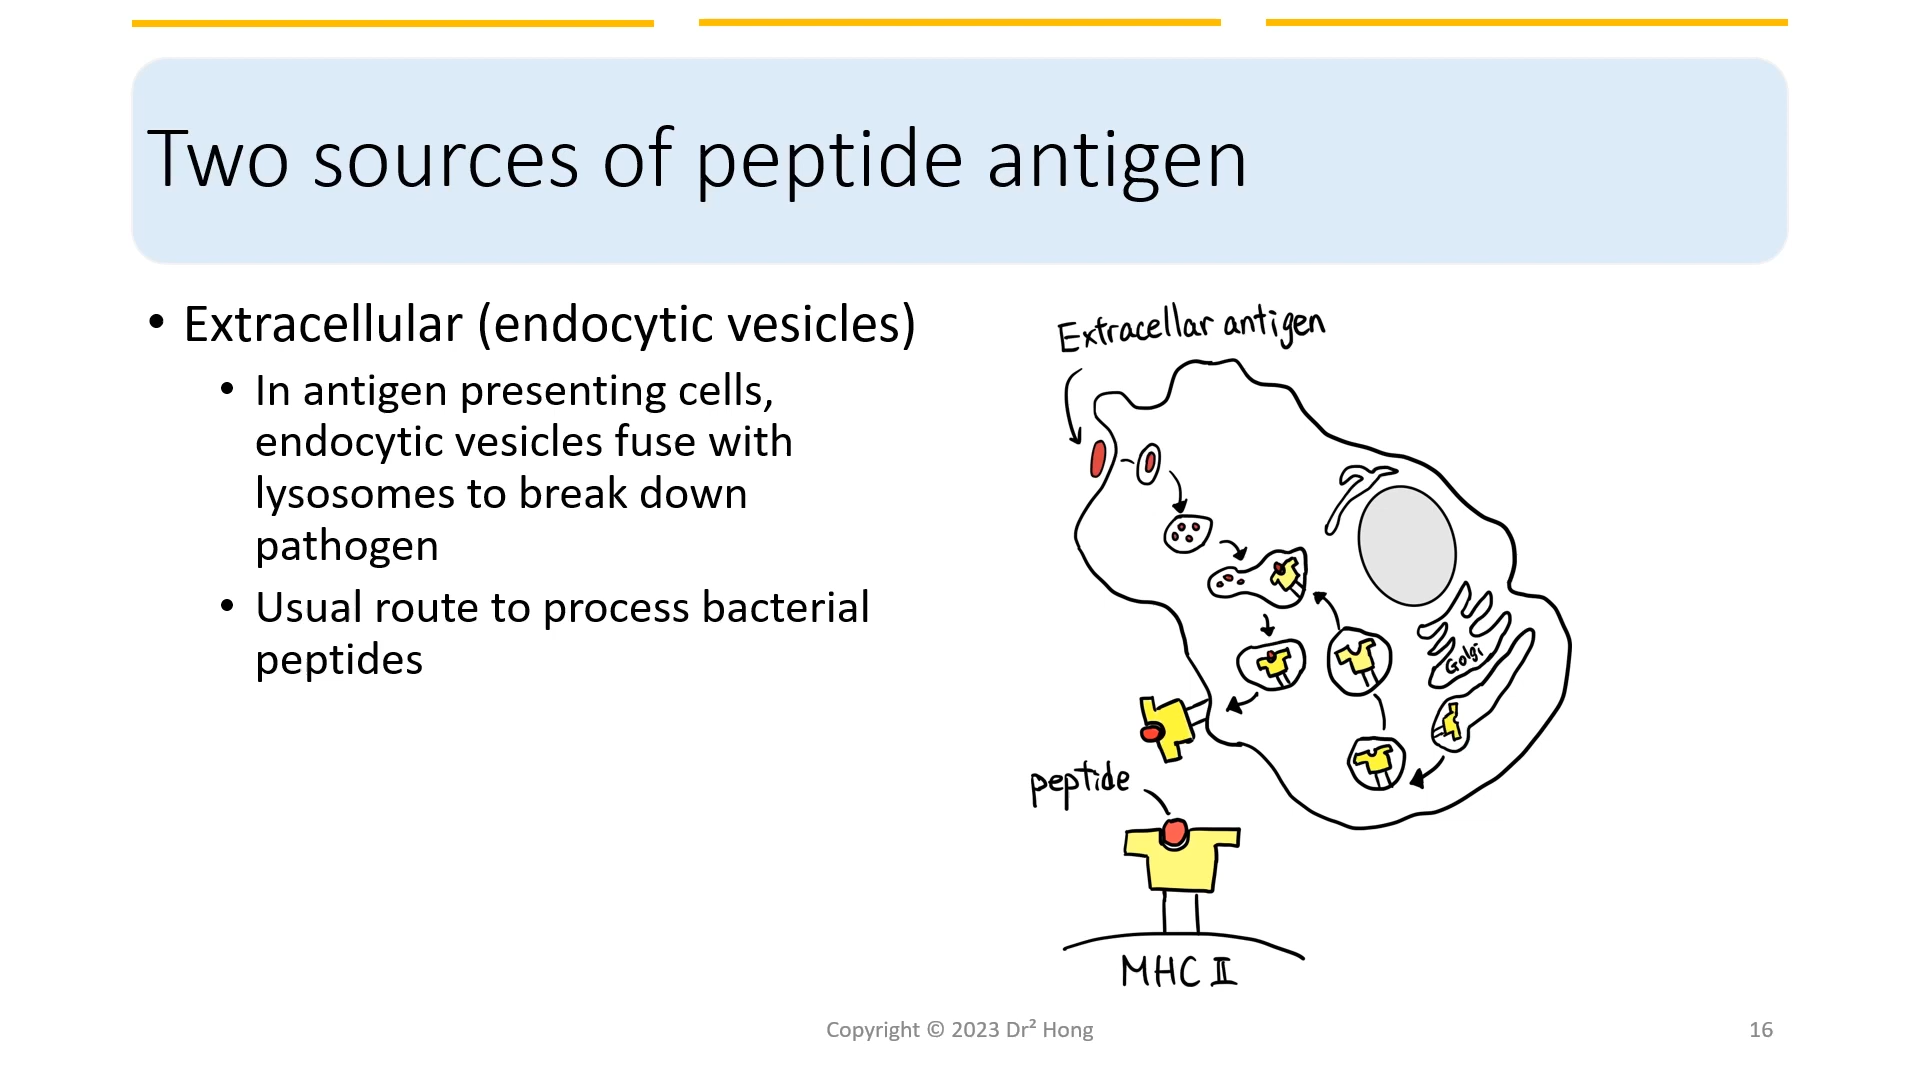 Two sources of peptide antigen
• Extracellular (endocytic vesicles)
• In antigen presenting cells,
endocytic vesicles fuse with
lysosomes to break down
pathogen
• Usual route to process bacterial
peptides
Extracellar antigen
Golgi
peptide
MHC II
Copyright © 2023 Dr² Hong
16